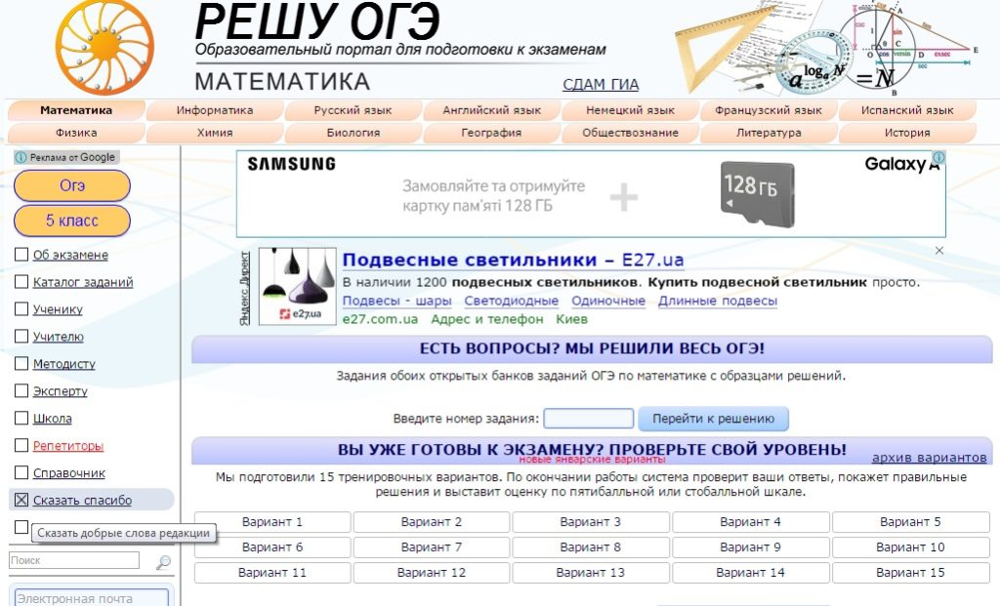 РЕШУ ОГЭ
Образовательный портал для подготовки к экзаменам
МАТЕМАТИКА
СДАМ ГИА
Математика Информатика Русский язык Английский язык Немецкий язык Французский язык Испанский язык
Физика Химия Биология География Обществознание Литература История
Реклама от Google
Огэ
5 класс
Об экзамене
Каталог заданий
Ученику
Учителю
Методисту
Эксперту
Школа
Репетиторы
Справочник
Сказать спасибо
Сказать добрые слова редакции
Поиск
Электронная почта
SAMSUNG
Замовляйте та отримуйте
картку пам'яті 128 ГБ
+
128 ГБ
Galaxy A
Яндекс.Директ
e27.ua
Подвесные светильники – E27.ua
В наличии 1200 подвесных светильников. Купить подвесной светильник просто.
Подвесы - шары Светодиодные Одиночные Длинные подвесы
e27.com.ua Адрес и телефон Киев
ЕСТЬ ВОПРОСЫ? МЫ РЕШИЛИ ВЕСЬ ОГЭ!
Задания обоих открытых банков заданий ОГЭ по математике с образцами решений.
Введите номер задания: Перейти к решению
ВЫ УЖЕ ГОТОВЫ К ЭКЗАМЕНУ? ПРОВЕРЬТЕ СВОЙ УРОВЕНЬ!
новые январские варианты
архив вариантов
Мы подготовили 15 тренировочных вариантов. По окончании работы система проверит ваши ответы, покажет правильные
решения и выставит оценку по пятибалльной или стобалльной шкале.
Вариант 1 Вариант 2 Вариант 3 Вариант 4 Вариант 5
Вариант 6 Вариант 7 Вариант 8 Вариант 9 Вариант 10
Вариант 11 Вариант 12 Вариант 13 Вариант 14 Вариант 15